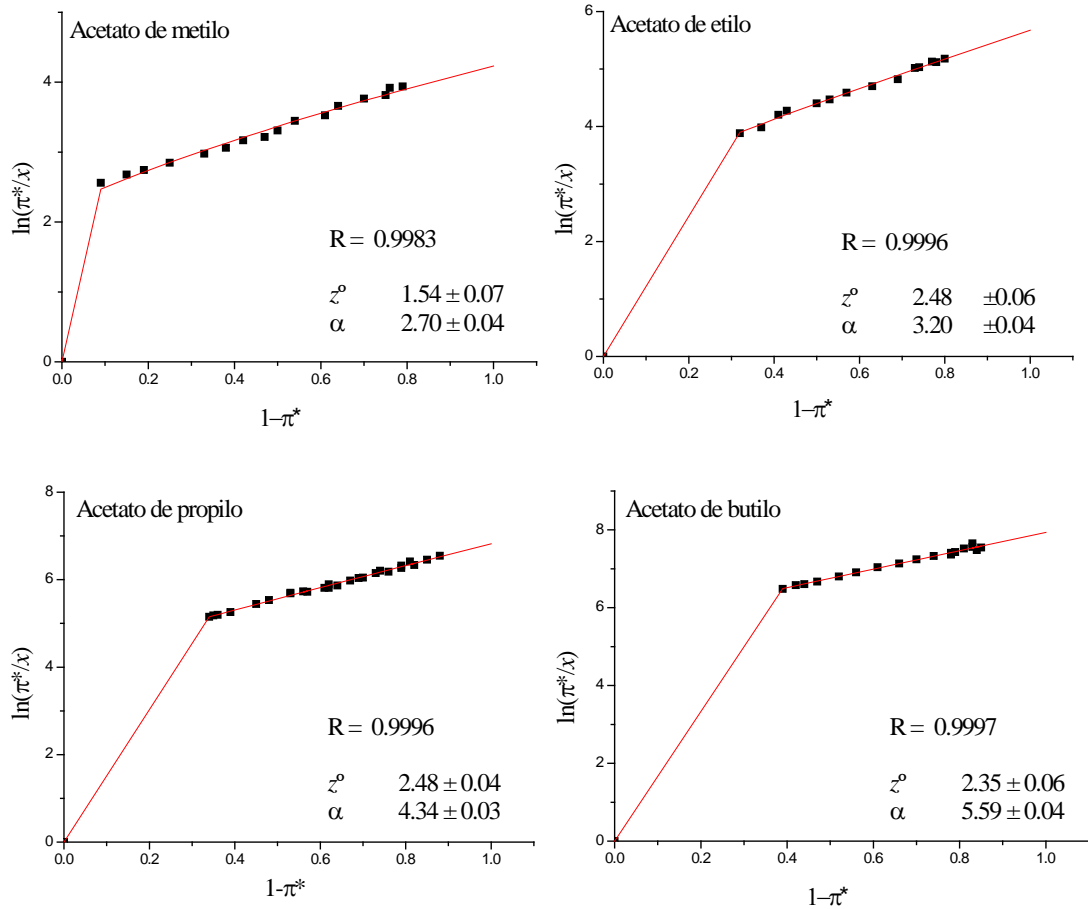 Acetato de metilo
ln(π*/x)
4
2
0
R = 0.9983
zº 1.54 ± 0.07
α 2.70 ± 0.04
0.0 0.2 0.4 0.6 0.8 1.0
1–π*
Acetato de etilo
ln(π*/x)
6
4
2
0
R = 0.9996
zº 2.48 ±0.06
α 3.20 ±0.04
0.0 0.2 0.4 0.6 0.8 1.0
1–π*
Acetato de propilo
ln(π*/x)
8
6
4
2
0
R = 0.9996
zº 2.48 ± 0.04
α 4.34 ± 0.03
0.0 0.2 0.4 0.6 0.8 1.0
1-π*
Acetato de butilo
ln(π*/x)
8
6
4
2
0
R = 0.9997
zº 2.35 ± 0.06
α 5.59 ± 0.04
0.0 0.2 0.4 0.6 0.8 1.0
1–π*